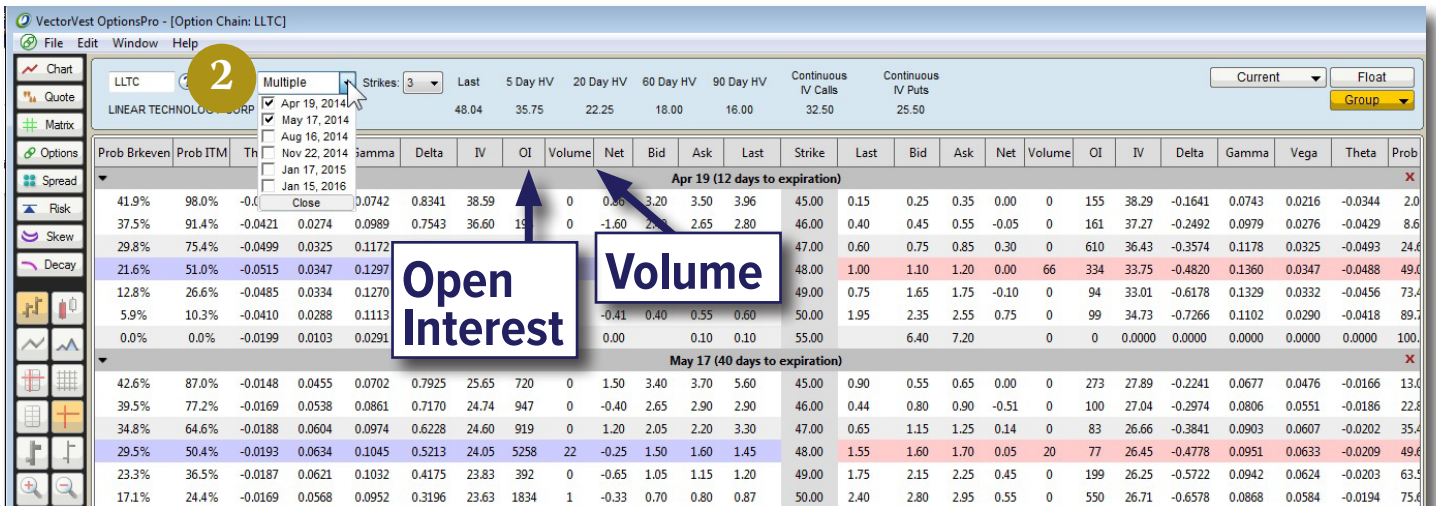 VectorVest OptionsPro - [Option Chain: LLTC]
File Edit Window Help
Chart
Quote
Matrix
Options
Spread
Risk
Skew
Decay
2
LLTC Multiple Strikes: 3 Last 5 Day HV 20 Day HV 60 Day HV 90 Day HV Continuous IV Calls Continuous IV Puts Current Float
LINEAR TECHNOLOGY CORP 48.04 35.75 22.25 18.00 16.00 32.50 25.50 Group
Apr 19, 2014
May 17, 2014
Aug 16, 2014
Nov 22, 2014
Jan 17, 2015
Jan 15, 2016
Close
Prob Brkeven Prob ITM Th Gamma Delta IV OI Volume Net Bid Ask Last Strike Last Bid Ask Net Volume OI IV Delta Gamma Vega Theta Prob
Apr 19 (12 days to expiration) X
41.9% 98.0% -0.0 0.0742 0.8341 38.59 0 0.86 3.20 3.50 3.96 45.00 0.15 0.25 0.35 0.00 0 155 38.29 -0.1641 0.0743 0.0216 -0.0344 2.0
37.5% 91.4% -0.0421 0.0274 0.0989 0.7543 36.60 0 -1.60 2.65 2.80 46.00 0.40 0.45 0.55 -0.05 0 161 37.27 -0.2492 0.0979 0.0276 -0.0429 8.6
29.8% 75.4% -0.0499 0.0325 0.1172 47.00 0.60 0.75 0.85 0.30 0 610 36.43 -0.3574 0.1178 0.0325 -0.0493 24.6
21.6% 51.0% -0.0515 0.0347 0.1297 48.00 1.00 1.10 1.20 0.00 66 334 33.75 -0.4820 0.1360 0.0347 -0.0488 49.0
12.8% 26.6% -0.0485 0.0334 0.1270 49.00 0.75 1.65 1.75 -0.10 0 94 33.01 -0.6178 0.1329 0.0332 -0.0456 73.4
5.9% 10.3% -0.0410 0.0288 0.1113 -0.41 0.40 0.55 0.60 50.00 1.95 2.35 2.55 0.75 0 99 34.73 -0.7266 0.1102 0.0290 -0.0418 89.7
0.0% 0.0% -0.0199 0.0103 0.0291 0.00 0.10 0.10 55.00 6.40 7.20 0 0 0.0000 0.0000 0.0000 0.0000 0.0000 100.
Open
Interest
Volume
May 17 (40 days to expiration) X
42.6% 87.0% -0.0148 0.0455 0.0702 0.7925 25.65 720 0 1.50 3.40 3.70 5.60 45.00 0.90 0.55 0.65 0.00 0 273 27.89 -0.2241 0.0677 0.0476 -0.0166 13.0
39.5% 77.2% -0.0169 0.0538 0.0861 0.7170 24.74 947 0 -0.40 2.65 2.90 2.90 46.00 0.44 0.80 0.90 -0.51 0 100 27.04 -0.2974 0.0806 0.0551 -0.0186 22.8
34.8% 64.6% -0.0188 0.0604 0.0974 0.6228 24.60 919 0 1.20 2.05 2.20 3.30 47.00 0.65 1.15 1.25 0.14 0 83 26.66 -0.3841 0.0903 0.0607 -0.0202 35.4
29.5% 50.4% -0.0193 0.0634 0.1045 0.5213 24.05 5258 22 -0.25 1.50 1.60 1.45 48.00 1.55 1.60 1.70 0.05 20 77 26.45 -0.4778 0.0951 0.0633 -0.0209 49.6
23.3% 36.5% -0.0187 0.0621 0.1032 0.4175 23.83 392 0 -0.65 1.05 1.15 1.20 49.00 1.75 2.15 2.25 0.45 0 199 26.25 -0.5722 0.0942 0.0624 -0.0203 63.5
17.1% 24.4% -0.0169 0.0568 0.0952 0.3196 23.63 1834 1 -0.33 0.70 0.80 0.87 50.00 2.40 2.80 2.95 0.55 0 550 26.71 -0.6578 0.0868 0.0584 -0.0194 75.6